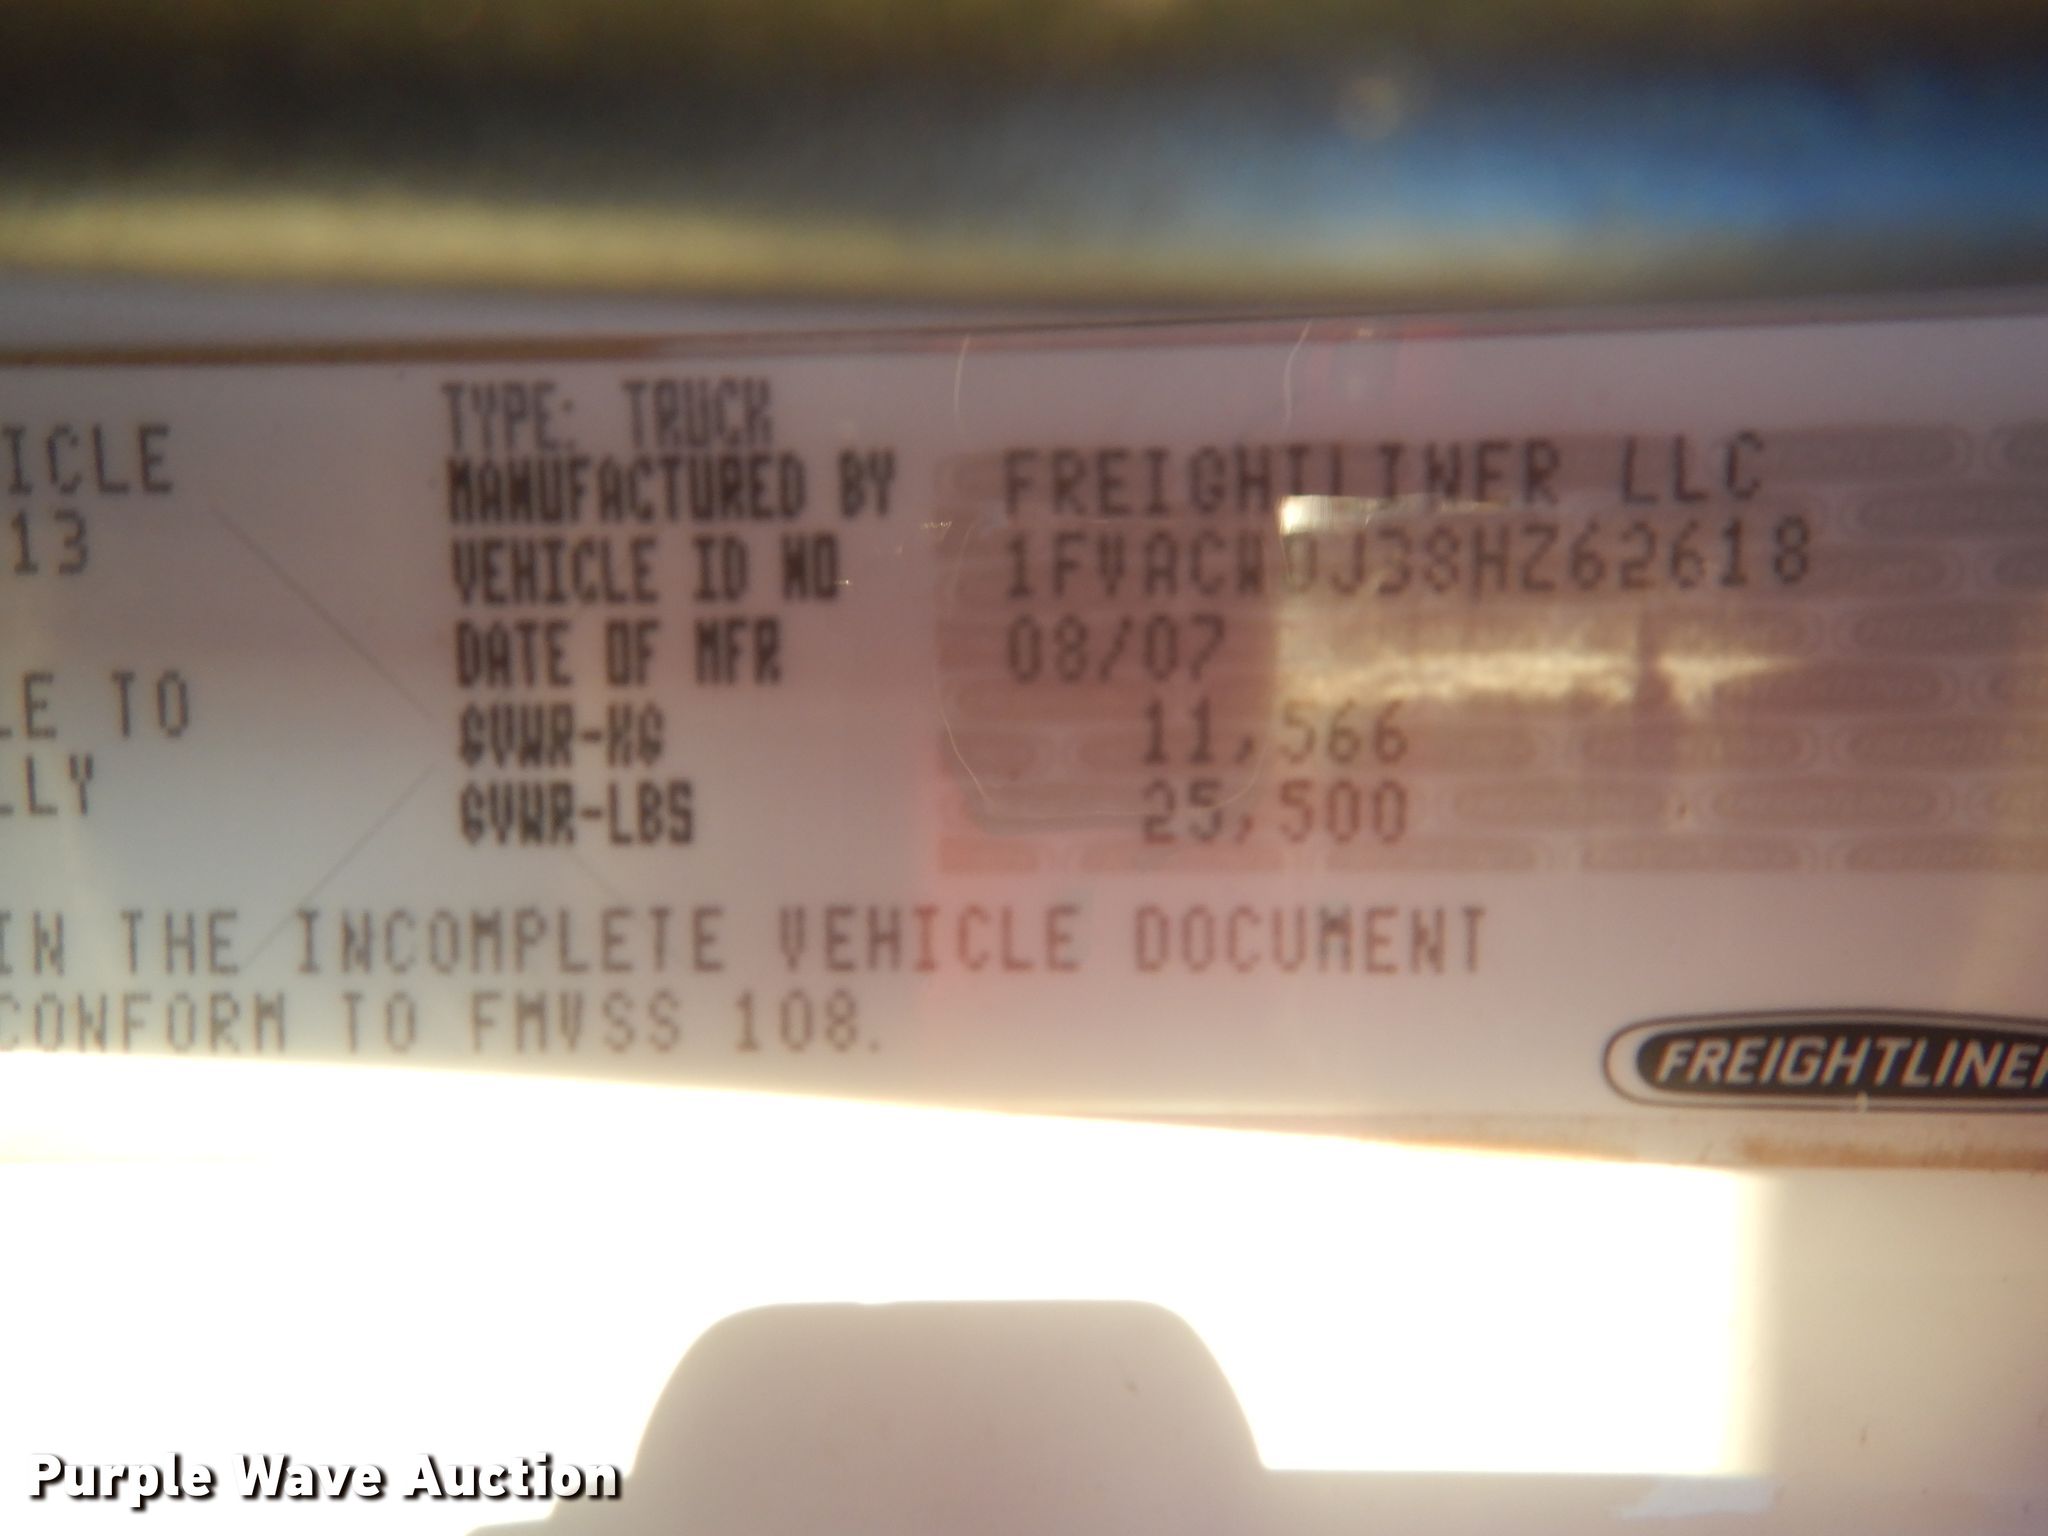 TYPE: TRUCK
ICLE MANUFACTURED BY FREIGHTLINER LLC
13 VEHICLE ID NO 1FVACWDJ38HZ62618
DATE OF MFR 08/07
LE TO GVWR-KG 11,566
LLY GVWR-LBS 25,500
IN THE INCOMPLETE VEHICLE DOCUMENT
CONFORM TO FMVSS 108.
FREIGHTLINER
Purple Wave Auction